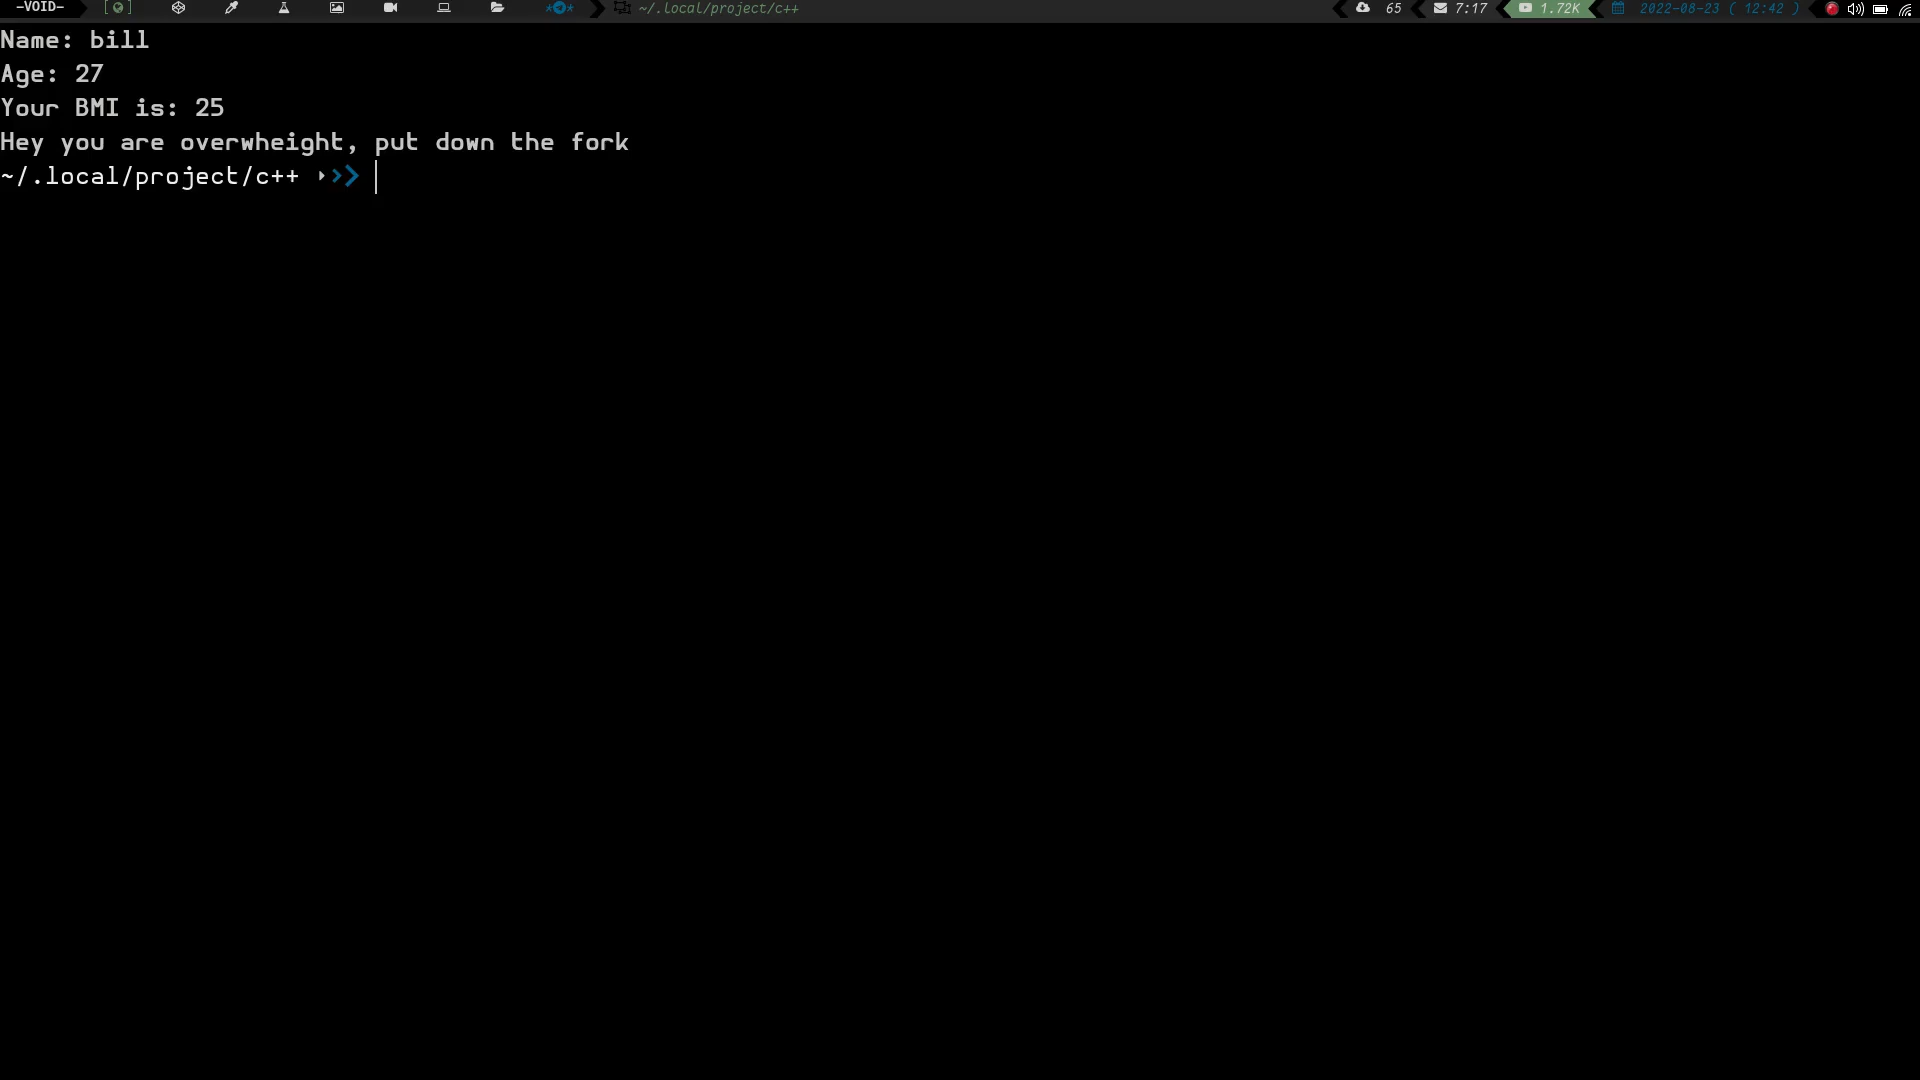 —VOID— [ ] ** ~/.local/project/c++ 65 7:17 1.72K 2022-08-23 ( 12:42 )
Name: bill
Age: 27
Your BMI is: 25
Hey you are overwheight, put down the fork
~/.local/project/c++